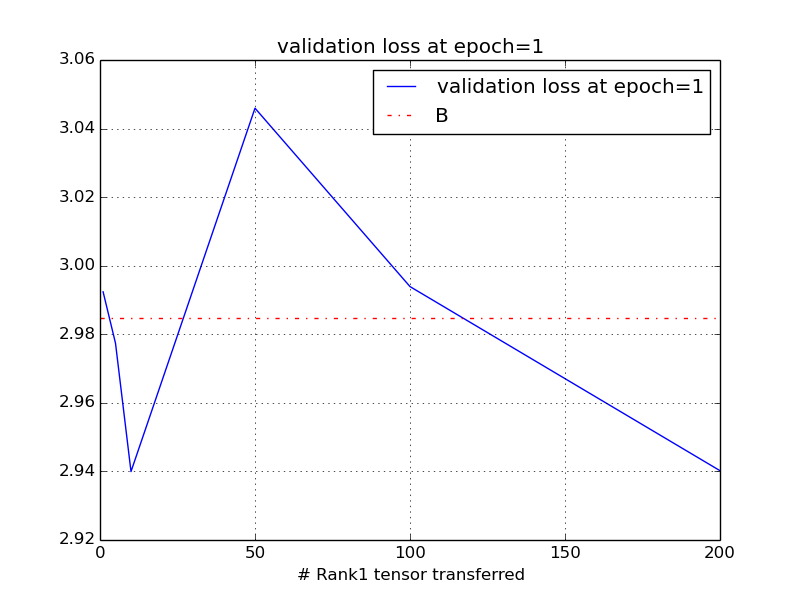 validation loss at epoch=1
validation loss at epoch=1
B
3.06
3.04
3.02
3.00
2.98
2.96
2.94
2.92
0 50 100 150 200
# Rank1 tensor transferred